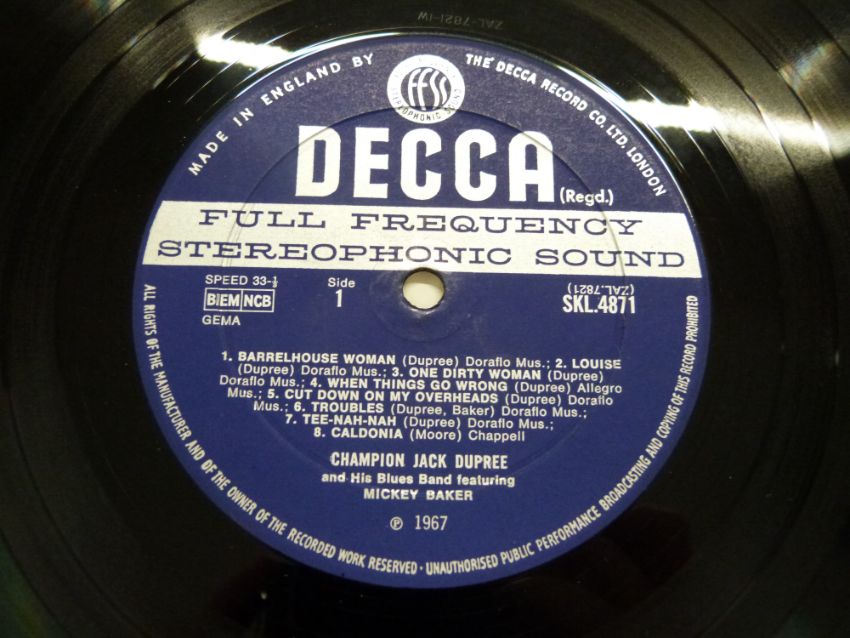 ZAL-7821-1W
MADE IN ENGLAND BY
THE DECCA RECORD CO. LTD. LONDON
FFSS
DECCA
(Regd.)
FULL FREQUENCY
STEREOPHONIC SOUND
SPEED 33-⅓
BIEM NCB
GEMA
Side
1
(ZAL.7821)
SKL.4871
1. BARRELHOUSE WOMAN (Dupree) Doraflo Mus.; 2. LOUISE
(Dupree) Doraflo Mus.; 3. ONE DIRTY WOMAN (Dupree)
Doraflo Mus.; 4. WHEN THINGS GO WRONG (Dupree) Allegro
Mus.; 5. CUT DOWN ON MY OVERHEADS (Dupree) Doraflo
Mus.; 6. TROUBLES (Dupree, Baker) Doraflo Mus.;
7. TEE-NAH-NAH (Dupree) Doraflo Mus.;
8. CALDONIA (Moore) Chappell
CHAMPION JACK DUPREE
and His Blues Band featuring
MICKEY BAKER
℗ 1967
ALL RIGHTS OF THE MANUFACTURER AND OF THE OWNER OF THE RECORDED WORK RESERVED · UNAUTHORISED PUBLIC PERFORMANCE BROADCASTING AND COPYING OF THIS RECORD PROHIBITED